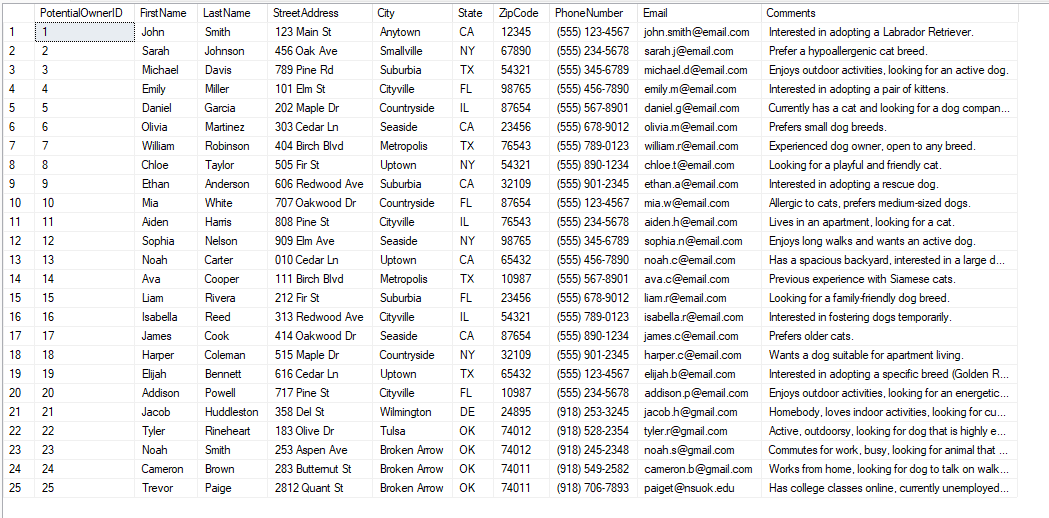 PotentialOwnerID FirstName LastName StreetAddress City State ZipCode PhoneNumber Email Comments
1 1 John Smith 123 Main St Anytown CA 12345 (555) 123-4567 john.smith@email.com Interested in adopting a Labrador Retriever.
2 2 Sarah Johnson 456 Oak Ave Smallville NY 67890 (555) 234-5678 sarah.j@email.com Prefer a hypoallergenic cat breed.
3 3 Michael Davis 789 Pine Rd Suburbia TX 54321 (555) 345-6789 michael.d@email.com Enjoys outdoor activities, looking for an active dog.
4 4 Emily Miller 101 Elm St Cityville FL 98765 (555) 456-7890 emily.m@email.com Interested in adopting a pair of kittens.
5 5 Daniel Garcia 202 Maple Dr Countryside IL 87654 (555) 567-8901 daniel.g@email.com Currently has a cat and looking for a dog compan...
6 6 Olivia Martinez 303 Cedar Ln Seaside CA 23456 (555) 678-9012 olivia.m@email.com Prefers small dog breeds.
7 7 William Robinson 404 Birch Blvd Metropolis TX 76543 (555) 789-0123 william.r@email.com Experienced dog owner, open to any breed.
8 8 Chloe Taylor 505 Fir St Uptown NY 54321 (555) 890-1234 chloe.t@email.com Looking for a playful and friendly cat.
9 9 Ethan Anderson 606 Redwood Ave Suburbia CA 32109 (555) 901-2345 ethan.a@email.com Interested in adopting a rescue dog.
10 10 Mia White 707 Oakwood Dr Countryside FL 87654 (555) 123-4567 mia.w@email.com Allergic to cats, prefers medium-sized dogs.
11 11 Aiden Harris 808 Pine St Cityville IL 76543 (555) 234-5678 aiden.h@email.com Lives in an apartment, looking for a cat.
12 12 Sophia Nelson 909 Elm Ave Seaside NY 98765 (555) 345-6789 sophia.n@email.com Enjoys long walks and wants an active dog.
13 13 Noah Carter 010 Cedar Ln Uptown CA 65432 (555) 456-7890 noah.c@email.com Has a spacious backyard, interested in a large d...
14 14 Ava Cooper 111 Birch Blvd Metropolis TX 10987 (555) 567-8901 ava.c@email.com Previous experience with Siamese cats.
15 15 Liam Rivera 212 Fir St Suburbia FL 23456 (555) 678-9012 liam.r@email.com Looking for a family-friendly dog breed.
16 16 Isabella Reed 313 Redwood Ave Cityville IL 54321 (555) 789-0123 isabella.r@email.com Interested in fostering dogs temporarily.
17 17 James Cook 414 Oakwood Dr Seaside CA 87654 (555) 890-1234 james.c@email.com Prefers older cats.
18 18 Harper Coleman 515 Maple Dr Countryside NY 32109 (555) 901-2345 harper.c@email.com Wants a dog suitable for apartment living.
19 19 Elijah Bennett 616 Cedar Ln Uptown TX 65432 (555) 123-4567 elijah.b@email.com Interested in adopting a specific breed (Golden R...
20 20 Addison Powell 717 Pine St Cityville FL 10987 (555) 234-5678 addison.p@email.com Enjoys outdoor activities, looking for an energetic...
21 21 Jacob Huddleston 358 Del St Wilmington DE 24895 (918) 253-3245 jacob.h@gmail.com Homebody, loves indoor activities, looking for cu...
22 22 Tyler Rineheart 183 Olive Dr Tulsa OK 74012 (918) 528-2354 tyler.r@gmail.com Active, outdoorsy, looking for dog that is highly e...
23 23 Noah Smith 253 Aspen Ave Broken Arrow OK 74012 (918) 245-2348 noah.s@gmail.com Commutes for work, busy, looking for animal that ...
24 24 Cameron Brown 283 Butternut St Broken Arrow OK 74011 (918) 549-2582 cameron.b@gmail.com Works from home, looking for dog to talk on walk...
25 25 Trevor Paige 2812 Quant St Broken Arrow OK 74011 (918) 706-7893 paiget@nsuok.edu Has college classes online, currently unemployed...